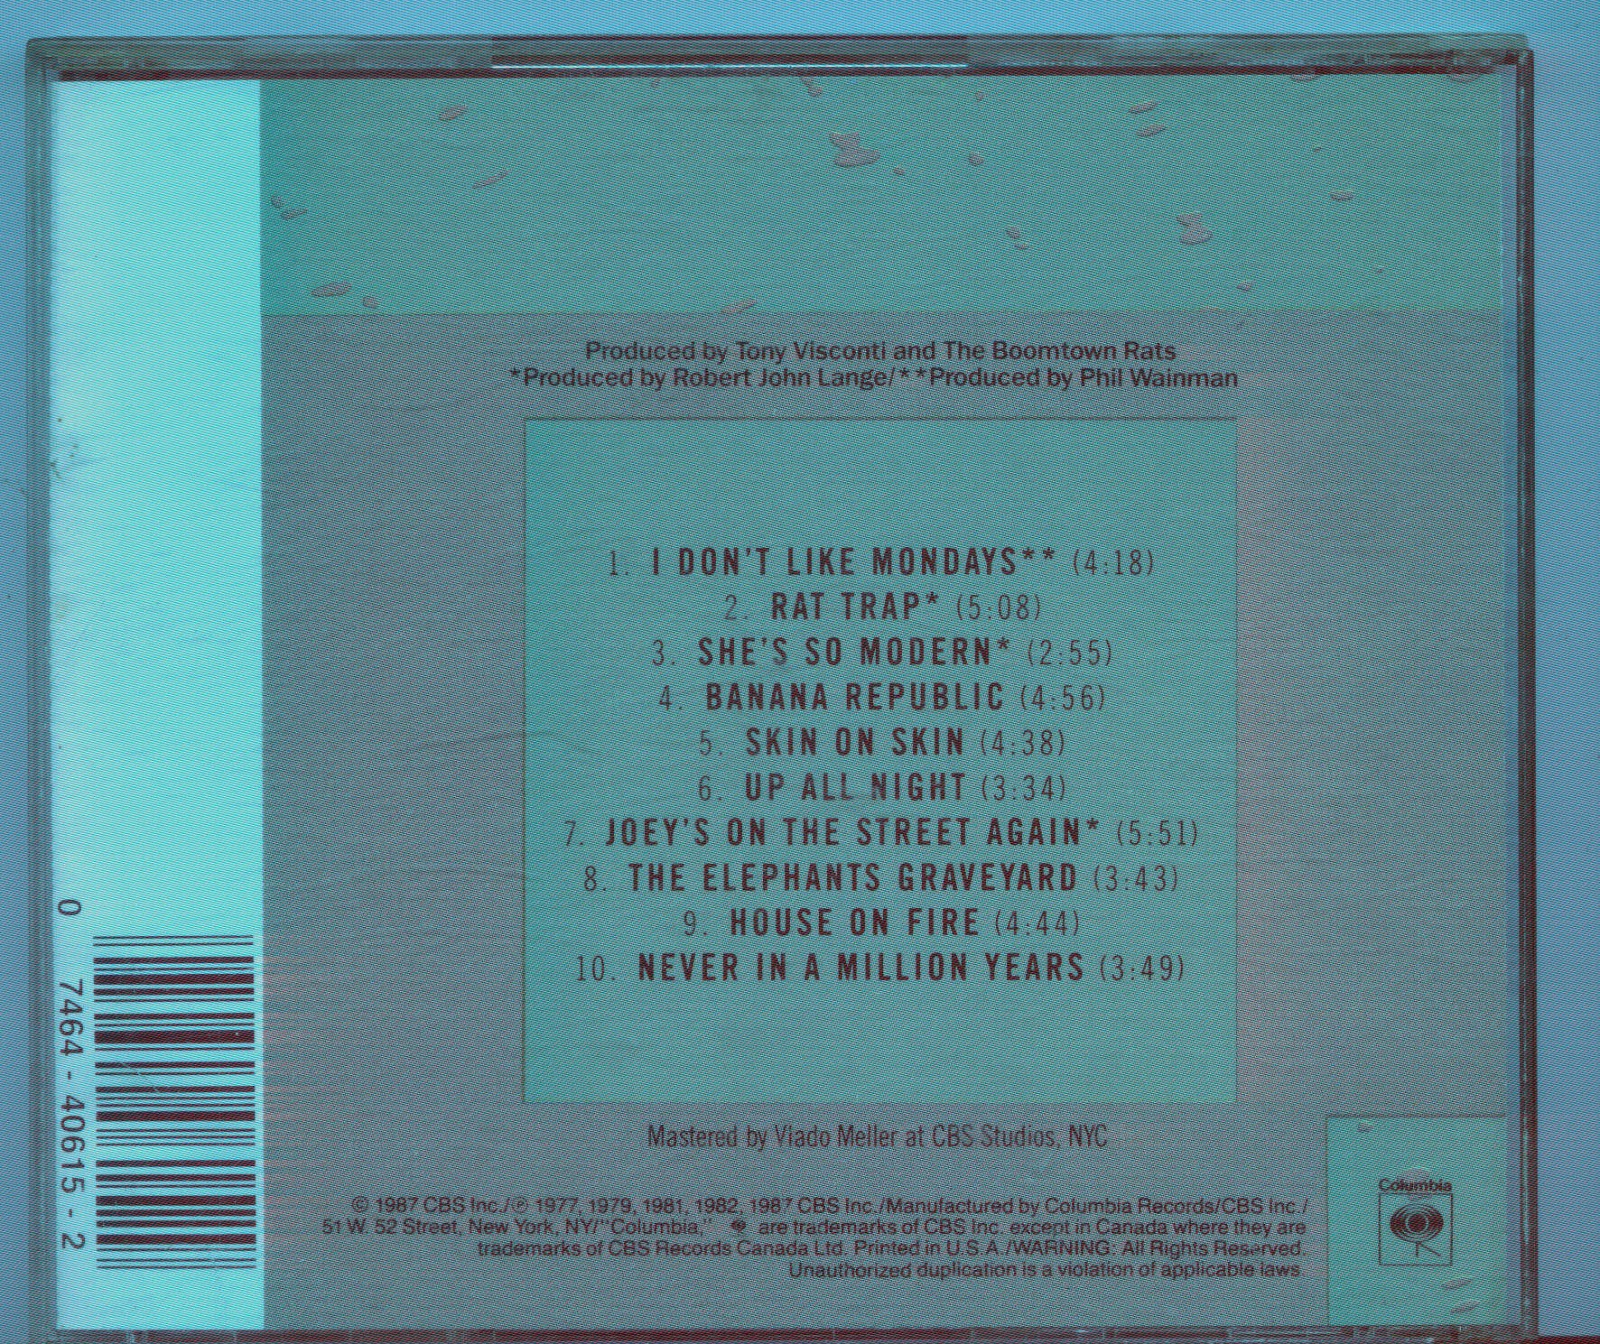 Produced by Tony Visconti and The Boomtown Rats
*Produced by Robert John Lange/**Produced by Phil Wainman
1. I DON'T LIKE MONDAYS** (4:18)
2. RAT TRAP* (5:08)
3. SHE'S SO MODERN* (2:55)
4. BANANA REPUBLIC (4:56)
5. SKIN ON SKIN (4:38)
6. UP ALL NIGHT (3:34)
7. JOEY'S ON THE STREET AGAIN* (5:51)
8. THE ELEPHANTS GRAVEYARD (3:43)
9. HOUSE ON FIRE (4:44)
10. NEVER IN A MILLION YEARS (3:49)
Mastered by Vlado Meller at CBS Studios, NYC
© 1987 CBS Inc./℗ 1977, 1979, 1981, 1982, 1987 CBS Inc./Manufactured by Columbia Records/CBS Inc./
51 W. 52 Street, New York, NY/"Columbia," are trademarks of CBS Inc. except in Canada where they are
trademarks of CBS Records Canada Ltd. Printed in U.S.A./WARNING: All Rights Reserved.
Unauthorized duplication is a violation of applicable laws.
Columbia
0 7464-40615-2